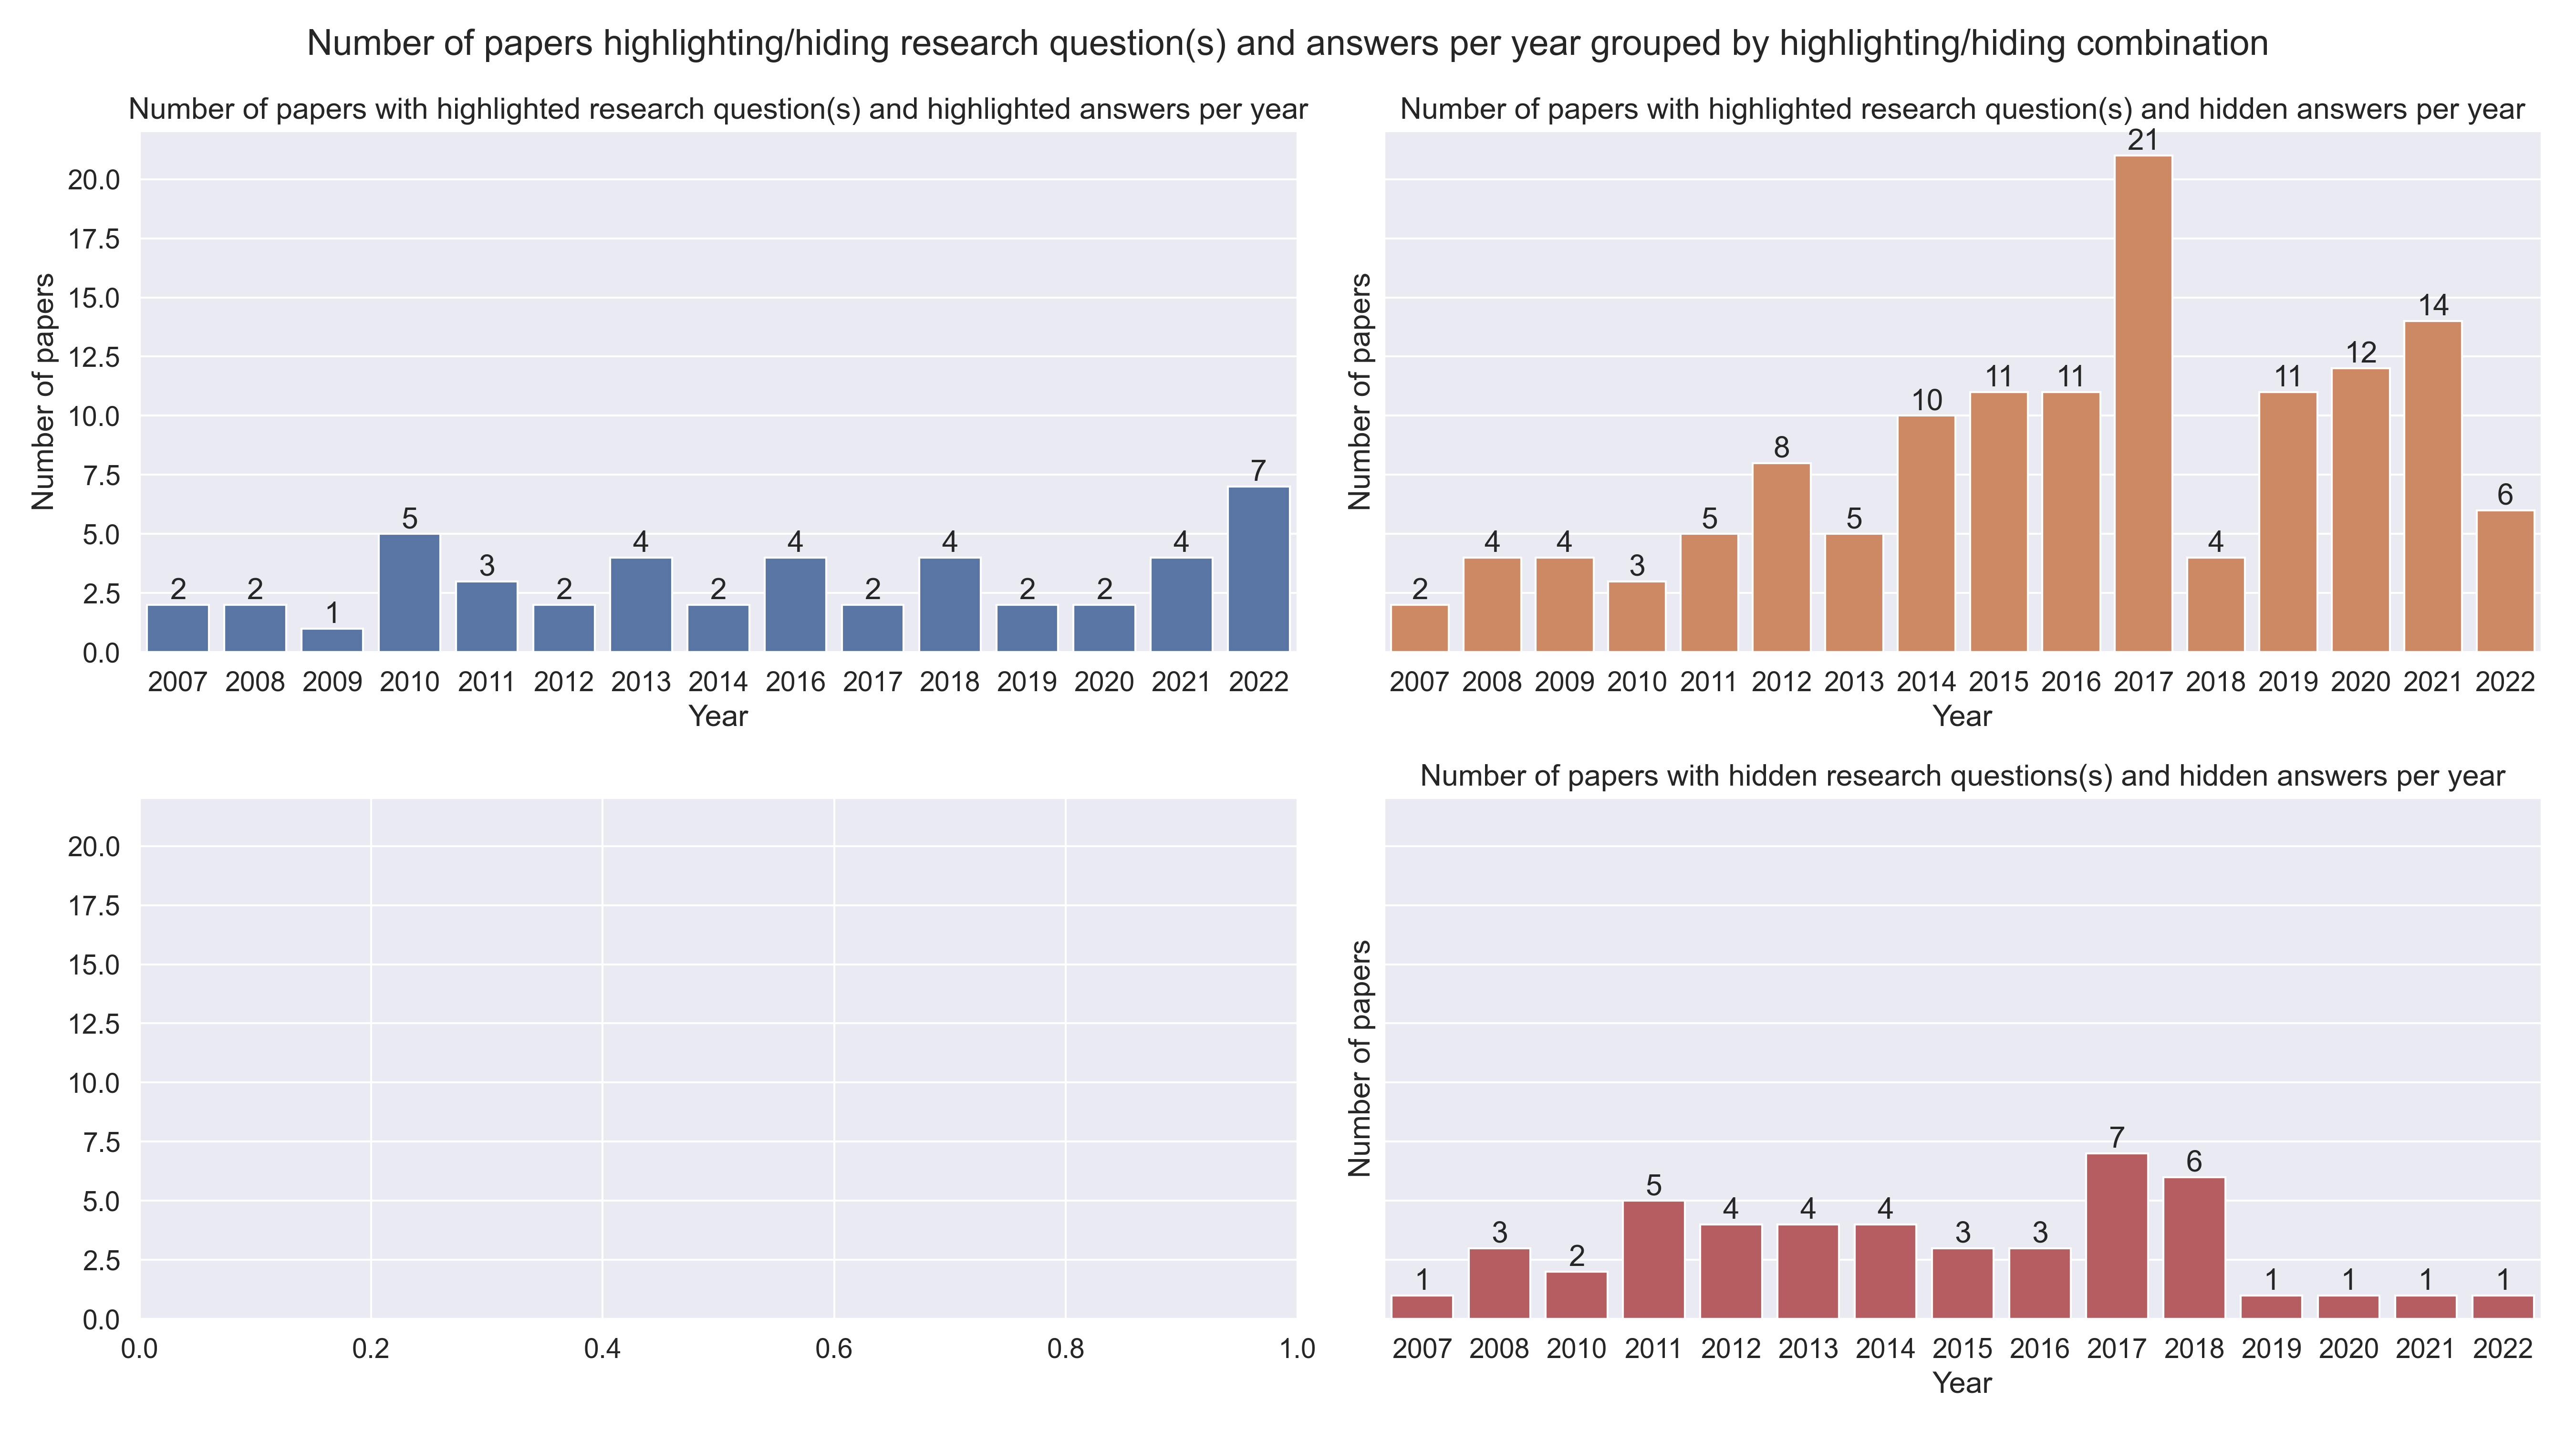 Number of papers highlighting/hiding research question(s) and answers per year grouped by highlighting/hiding combination
Number of papers with highlighted research question(s) and highlighted answers per year
Number of papers
20.0
17.5
15.0
12.5
10.0
7.5
5.0
2.5
0.0
2 2 1 5 3 2 4 2 4 2 4 2 2 4 7
2007 2008 2009 2010 2011 2012 2013 2014 2016 2017 2018 2019 2020 2021 2022
Year
Number of papers with highlighted research question(s) and hidden answers per year
Number of papers
2 4 4 3 5 8 5 10 11 11 21 4 11 12 14 6
2007 2008 2009 2010 2011 2012 2013 2014 2015 2016 2017 2018 2019 2020 2021 2022
Year
20.0
17.5
15.0
12.5
10.0
7.5
5.0
2.5
0.0
0.0 0.2 0.4 0.6 0.8 1.0
Number of papers with hidden research questions(s) and hidden answers per year
Number of papers
1 3 2 5 4 4 4 3 3 7 6 1 1 1 1
2007 2008 2010 2011 2012 2013 2014 2015 2016 2017 2018 2019 2020 2021 2022
Year